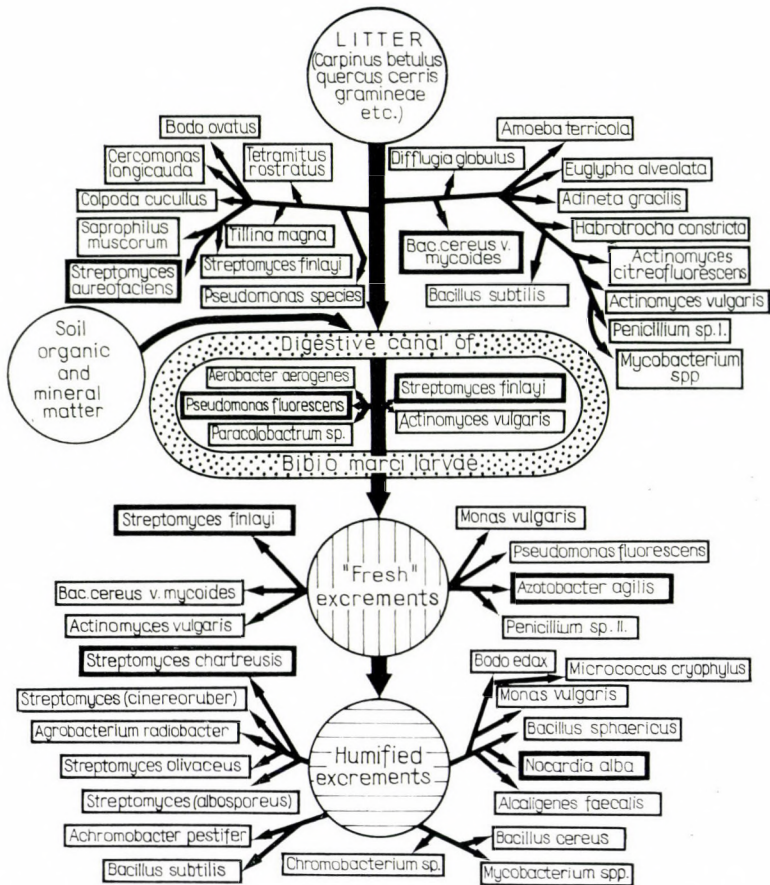 LITTER
(Carpinus betulus
quercus cerris
gramineae
etc.)
Bodo ovatus
Cercomonas
longicauda
Tetramitus
rostratus
Colpoda cucullus
Saprophilus
muscorum
Tillina magna
Streptomyces
aureofaciens
Streptomyces finlayi
Pseudomonas species
Amoeba terricola
Difflugia globulus
Euglypha alveolata
Adineta gracilis
Habrotrocha constricta
Bac.cereus v.
mycoides
Actinomyces
citreofluorescens
Bacillus subtilis
Actinomyces vulgaris
Penicillium sp. I.
Mycobacterium
spp
Soil
organic
and
mineral
matter
Digestive canal of
Aerobacter aerogenes
Pseudomonas fluorescens
Paracolobactrum sp.
Streptomyces finlayi
Actinomyces vulgaris
Bibio marci larvae
Streptomyces finlayi
Bac.cereus v. mycoides
Actinomyces vulgaris
"Fresh"
excrements
Monas vulgaris
Pseudomonas fluorescens
Azotobacter agilis
Penicillium sp. II.
Streptomyces chartreusis
Streptomyces (cinereoruber)
Agrobacterium radiobacter
Streptomyces olivaceus
Streptomyces (albosporeus)
Achromobacter pestifer
Bacillus subtilis
Humified
excrements
Bodo edax
Micrococcus cryophylus
Monas vulgaris
Bacillus sphaericus
Nocardia alba
Alcaligenes faecalis
Bacillus cereus
Chromobacterium sp.
Mycobacterium spp.